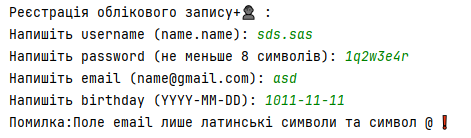 Реєстрація облікового запису+👤 :
Напишіть username (name.name): sds.sas
Напишіть password (не меньше 8 символів): 1q2w3e4r
Напишіть email (name@gmail.com): asd
Напишіть birthday (YYYY-MM-DD): 1011-11-11
Помилка:Поле email лише латинські символи та символ @ ❗